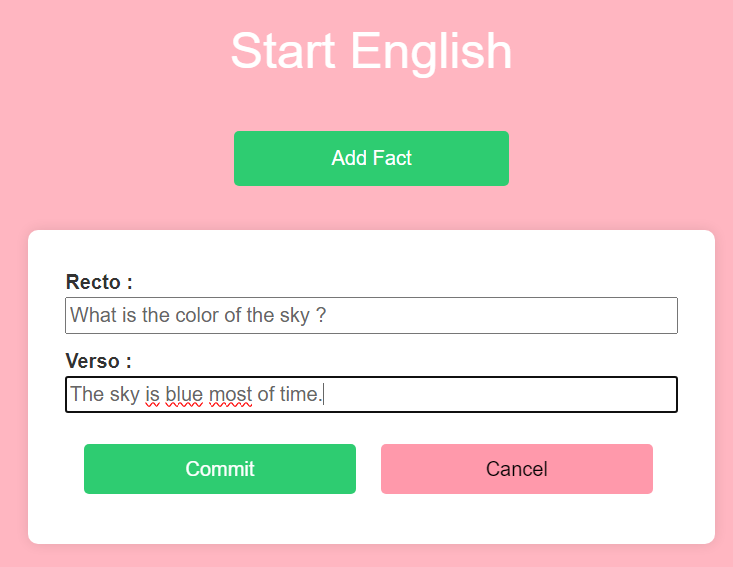 Start English
Add Fact
Recto :
What is the color of the sky ?
Verso :
The sky is blue most of time.
Commit
Cancel